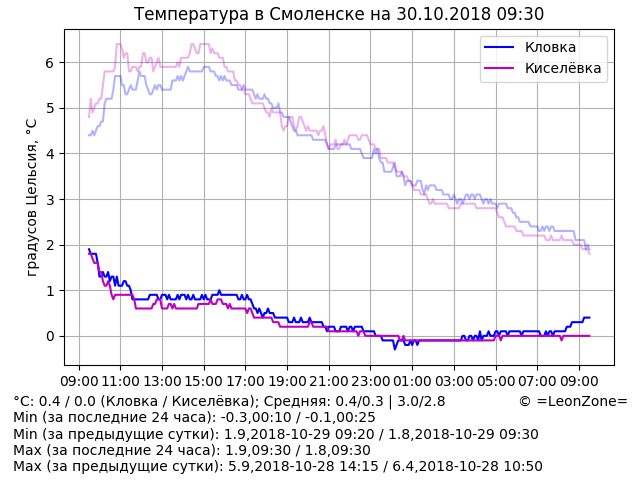 Температура в Смоленске на 30.10.2018 09:30
градусов Цельсия, °C
6
5
4
3
2
1
0
Кловка
Киселёвка
09:00 11:00 13:00 15:00 17:00 19:00 21:00 23:00 01:00 03:00 05:00 07:00 09:00
°C: 0.4 / 0.0 (Кловка / Киселёвка); Средняя: 0.4/0.3 | 3.0/2.8 © =LeonZone=
Min (за последние 24 часа): -0.3,00:10 / -0.1,00:25
Min (за предыдущие сутки): 1.9,2018-10-29 09:20 / 1.8,2018-10-29 09:30
Max (за последние 24 часа): 1.9,09:30 / 1.8,09:30
Max (за предыдущие сутки): 5.9,2018-10-28 14:15 / 6.4,2018-10-28 10:50